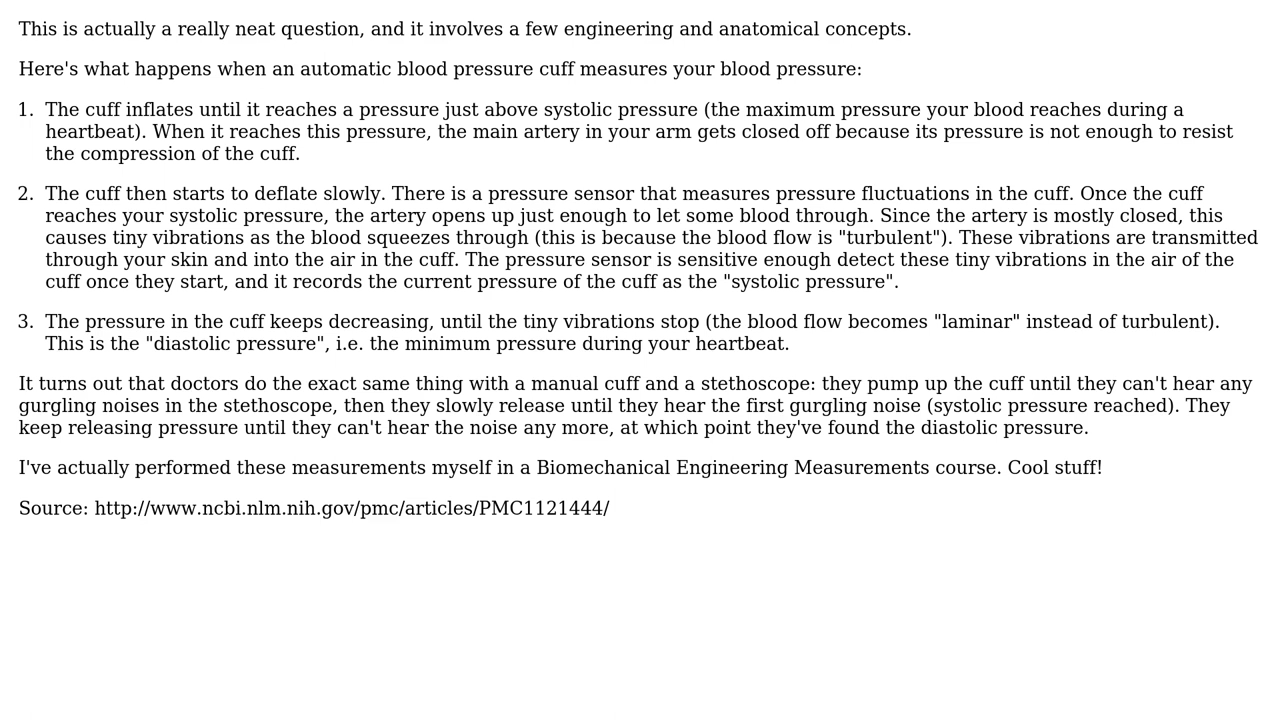 This is actually a really neat question, and it involves a few engineering and anatomical concepts.
Here's what happens when an automatic blood pressure cuff measures your blood pressure:
1. The cuff inflates until it reaches a pressure just above systolic pressure (the maximum pressure your blood reaches during a
heartbeat). When it reaches this pressure, the main artery in your arm gets closed off because its pressure is not enough to resist
the compression of the cuff.
2. The cuff then starts to deflate slowly. There is a pressure sensor that measures pressure fluctuations in the cuff. Once the cuff
reaches your systolic pressure, the artery opens up just enough to let some blood through. Since the artery is mostly closed, this
causes tiny vibrations as the blood squeezes through (this is because the blood flow is "turbulent"). These vibrations are transmitted
through your skin and into the air in the cuff. The pressure sensor is sensitive enough detect these tiny vibrations in the air of the
cuff once they start, and it records the current pressure of the cuff as the "systolic pressure".
3. The pressure in the cuff keeps decreasing, until the tiny vibrations stop (the blood flow becomes "laminar" instead of turbulent).
This is the "diastolic pressure", i.e. the minimum pressure during your heartbeat.
It turns out that doctors do the exact same thing with a manual cuff and a stethoscope: they pump up the cuff until they can't hear any
gurgling noises in the stethoscope, then they slowly release until they hear the first gurgling noise (systolic pressure reached). They
keep releasing pressure until they can't hear the noise any more, at which point they've found the diastolic pressure.
I've actually performed these measurements myself in a Biomechanical Engineering Measurements course. Cool stuff!
Source: http://www.ncbi.nlm.nih.gov/pmc/articles/PMC1121444/